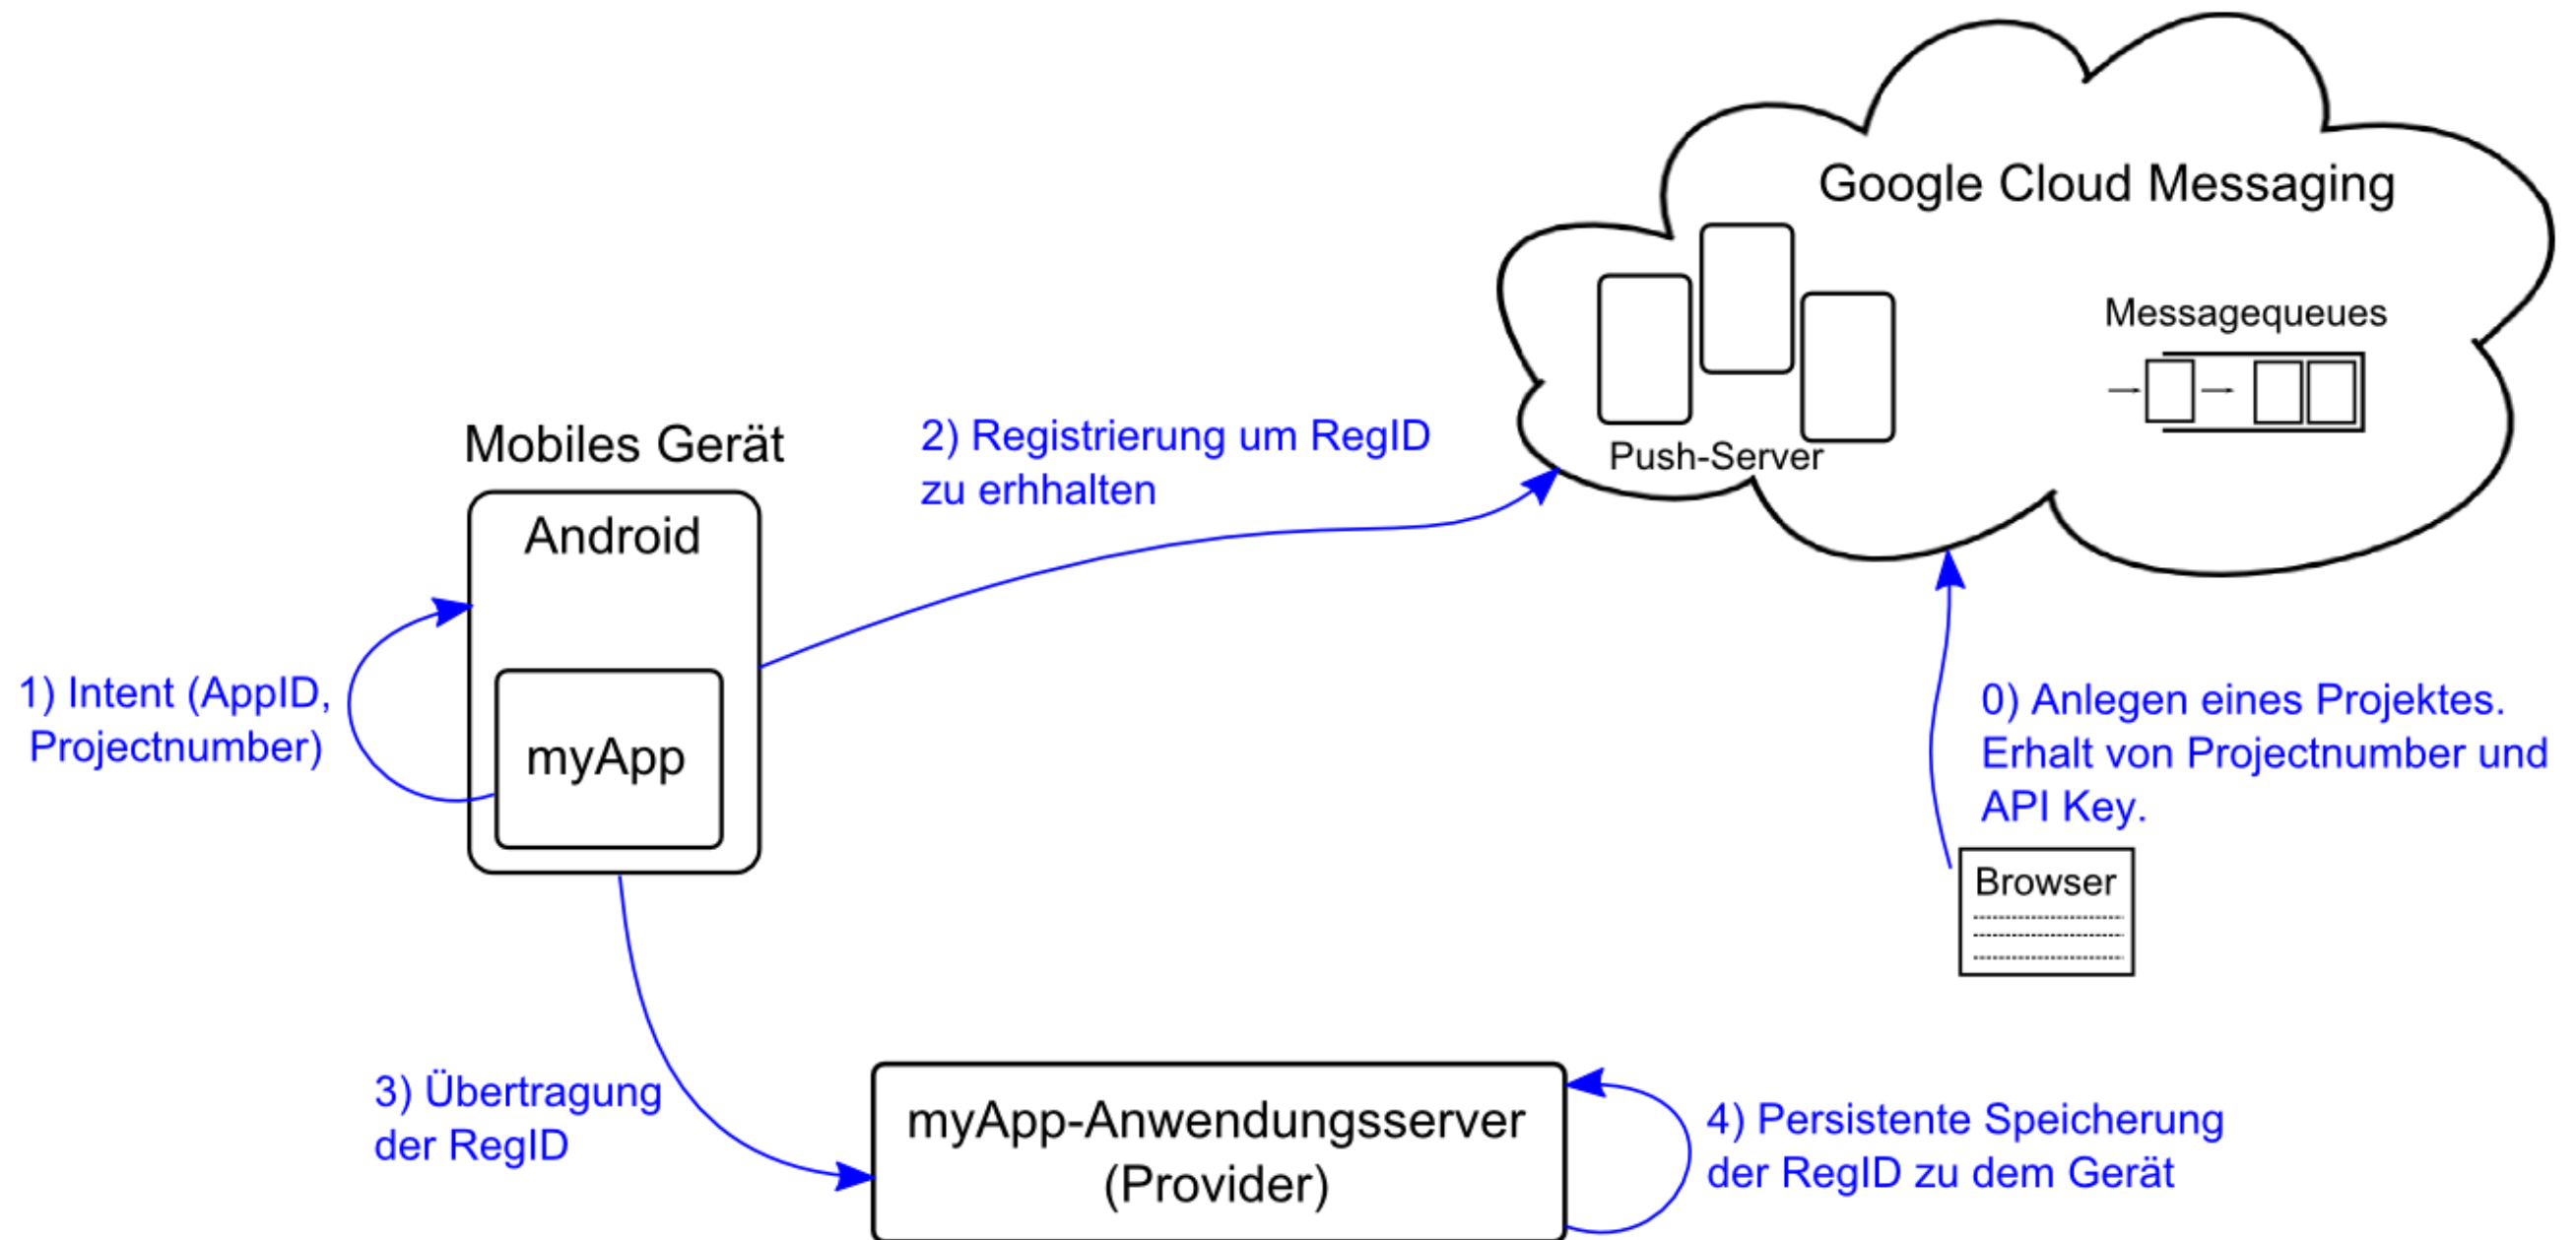 Google Cloud Messaging
Messagequeues
Push-Server
Mobiles Gerät
Android
myApp
2) Registrierung um RegID
zu erhhalten
1) Intent (AppID,
Projectnumber)
0) Anlegen eines Projektes.
Erhalt von Projectnumber und
API Key.
Browser
3) Übertragung
der RegID
myApp-Anwendungsserver
(Provider)
4) Persistente Speicherung
der RegID zu dem Gerät